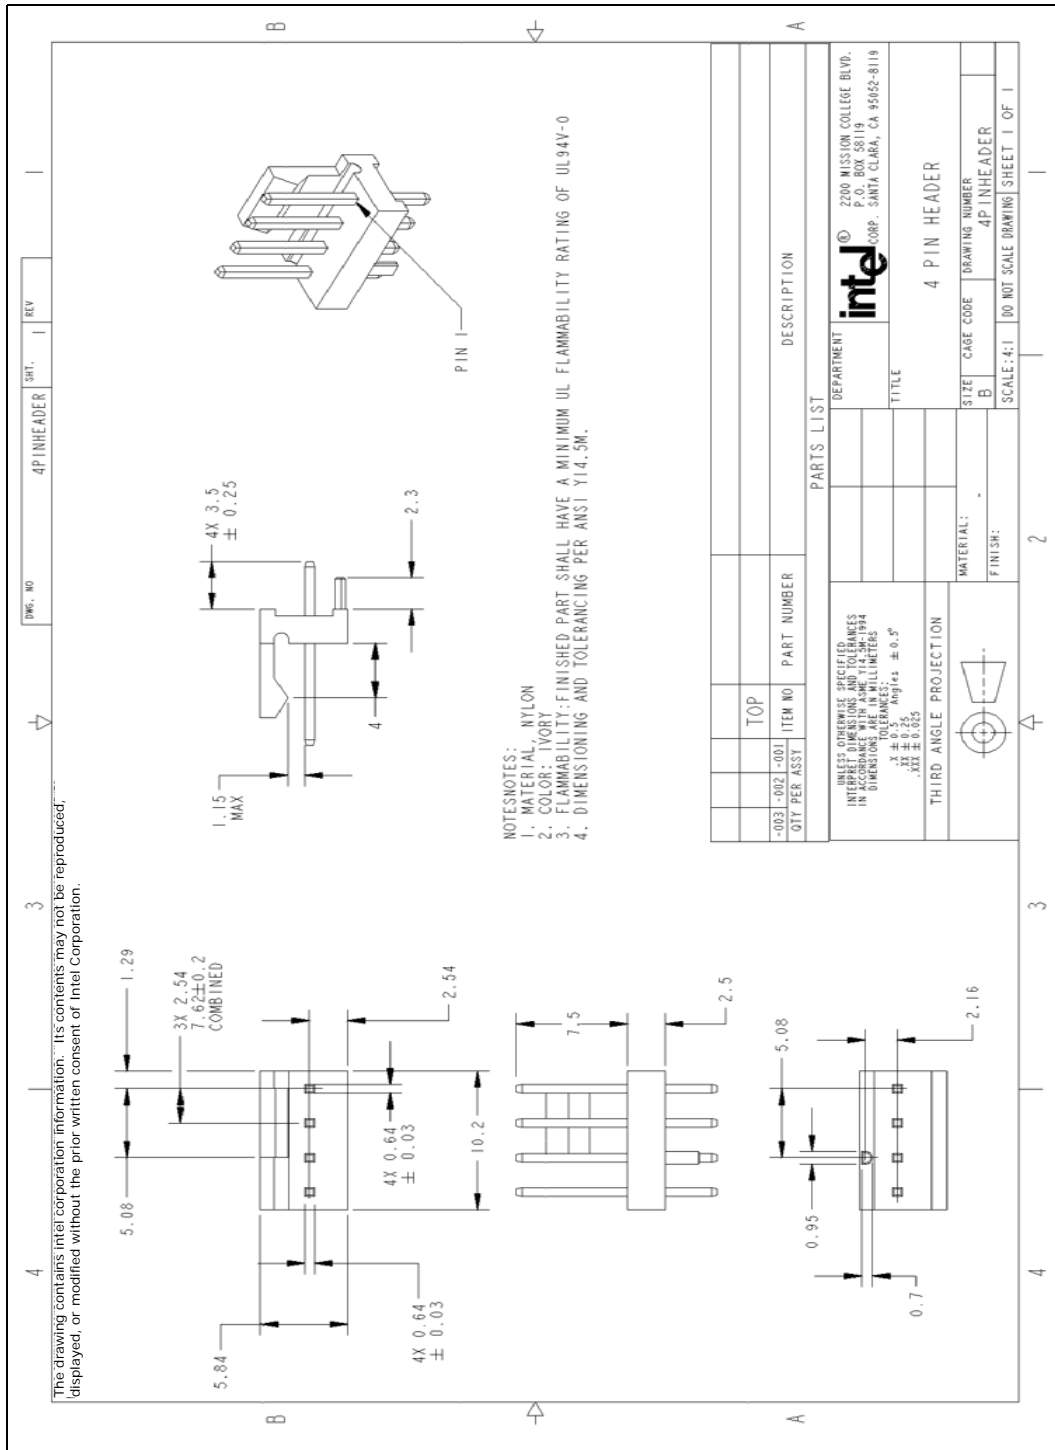 The drawing contains intel corporation information. Its contents may not be reproduced,
displayed, or modified without the prior written consent of Intel Corporation.
4
3
DWG. NO
4PINHEADER
SHT.
1
REV
1
B
B
A
A
5.08
1.29
3X 2.54
7.62±0.2
COMBINED
2.54
5.84
4X 0.64
± 0.03
4X 0.64
± 0.03
10.2
7.5
2.5
5.08
2.16
0.95
0.7
1.15
MAX
4X 3.5
± 0.25
2.3
4
PIN 1
NOTESNOTES:
1. MATERIAL, NYLON
2. COLOR: IVORY
3. FLAMMABILITY:FINISHED PART SHALL HAVE A MINIMUM UL FLAMMABILITY RATING OF UL94V-0
4. DIMENSIONING AND TOLERANCING PER ANSI Y14.5M.
TOP
-003 -002 -001
ITEM NO
PART NUMBER
DESCRIPTION
QTY PER ASSY
PARTS LIST
UNLESS OTHERWISE SPECIFIED
INTERPRET DIMENSIONS AND TOLERANCES
IN ACCORDANCE WITH ASME Y14.5M-1994
DIMENSIONS ARE IN MILLIMETERS
TOLERANCES:
.X ± 0.5 Angles ± 0.5°
.XX ± 0.25
.XXX ± 0.025
THIRD ANGLE PROJECTION
MATERIAL:
-
FINISH:
DEPARTMENT
intel®
CORP.
2200 MISSION COLLEGE BLVD.
P.O. BOX 58119
SANTA CLARA, CA 95052-8119
TITLE
4 PIN HEADER
SIZE
B
CAGE CODE
DRAWING NUMBER
4PINHEADER
SCALE:4:1
DO NOT SCALE DRAWING
SHEET 1 OF 1
4
3
2